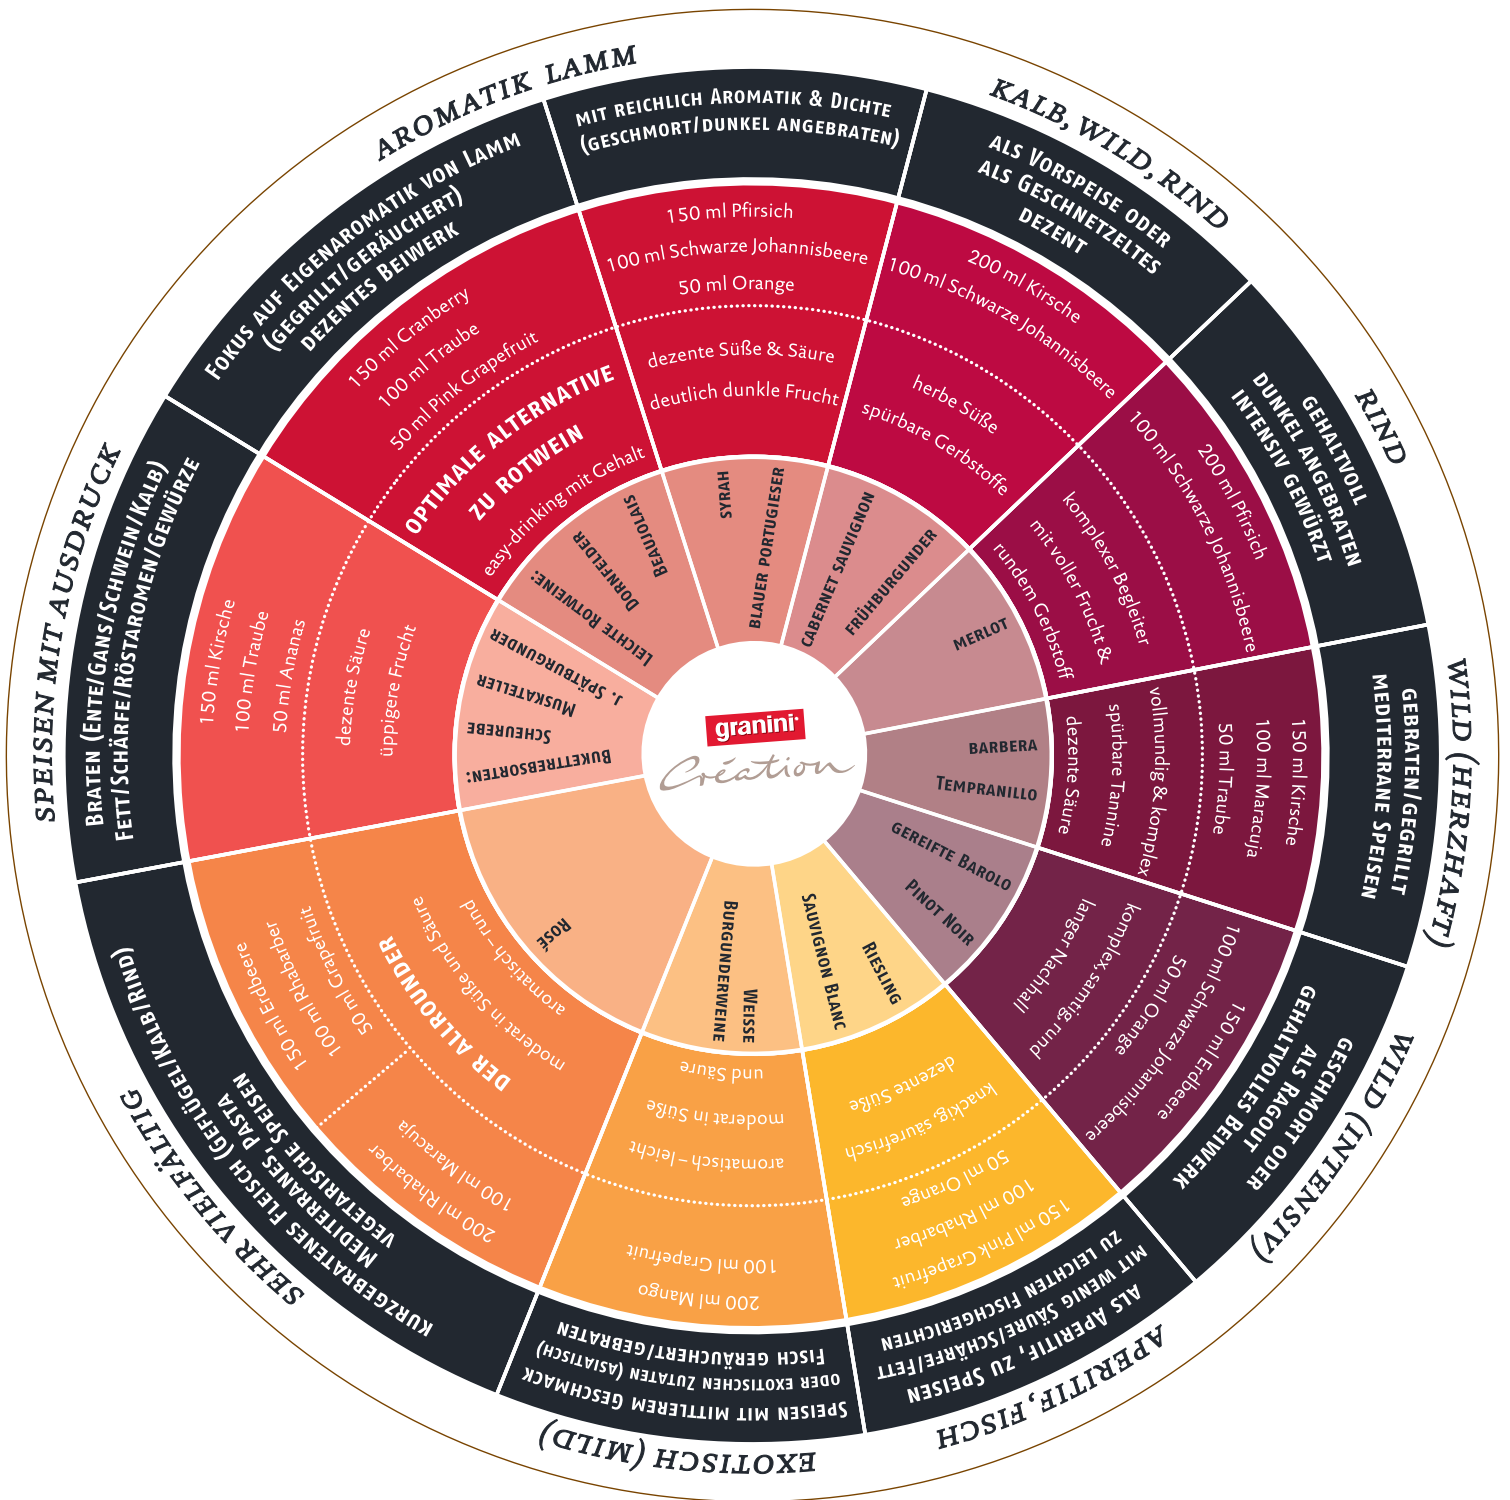 granini
Création
AROMATIK LAMM
MIT REICHLICH AROMATIK & DICHTE
(GESCHMORT/DUNKEL ANGEBRATEN)
150 ml Pfirsich
100 ml Schwarze Johannisbeere
50 ml Orange
dezente Süße & Säure
deutlich dunkle Frucht
SYRAH
BLAUER PORTUGIESER
KALB, WILD, RIND
ALS VORSPEISE ODER
ALS GESCHNETZELTES
DEZENT
200 ml Kirsche
100 ml Schwarze Johannisbeere
herbe Süße
spürbare Gerbstoffe
CABERNET SAUVIGNON
FRÜHBURGUNDER
RIND
GEHALTVOLL
DUNKEL ANGEBRATEN
INTENSIV GEWÜRZT
200 ml Pfirsich
100 ml Schwarze Johannisbeere
komplexer Begleiter
mit voller Frucht &
rundem Gerbstoff
MERLOT
WILD (HERZHAFT)
GEBRATEN/GEGRILLT
MEDITERRANE SPEISEN
150 ml Kirsche
100 ml Maracuja
50 ml Traube
vollmundig & komplex
spürbare Tannine
dezente Säure
BARBERA
TEMPRANILLO
WILD (INTENSIV)
GESCHMORT ODER
ALS RAGOUT
GEHALTVOLLES BEIWERK
150 ml Erdbeere
100 ml Schwarze Johannisbeere
50 ml Orange
komplex, samtig, rund
langer Nachhall
GEREIFTE BAROLO
PINOT NOIR
APERITIF, FISCH
ALS APERITIF, ZU SPEISEN
MIT WENIG SÄURE/SCHÄRFE/FETT
ZU LEICHTEN FISCHGERICHTEN
150 ml Pink Grapefruit
100 ml Rhabarber
50 ml Orange
knackig, säurefrisch
dezente Süße
RIESLING
SAUVIGNON BLANC
EXOTISCH (MILD)
SPEISEN MIT MITTLEREM GESCHMACK
ODER EXOTISCHEN ZUTATEN (ASIATISCH)
FISCH GERÄUCHERT/GEBRATEN
200 ml Mango
100 ml Grapefruit
aromatisch – leicht
moderat in Süße
und Säure
WEISSE
BURGUNDERWEINE
SEHR VIELFÄLTIG
KURZGEBRATENES FLEISCH (GEFLÜGEL/KALB/RIND)
MEDITERRANES, PASTA
VEGETARISCHE SPEISEN
200 ml Rhabarber
100 ml Maracuja
150 ml Erdbeere
100 ml Rhabarber
50 ml Grapefruit
DER ALLROUNDER
moderat in Süße und Säure
aromatisch – rund
ROSÉ
SPEISEN MIT AUSDRUCK
BRATEN (ENTE/GANS/SCHWEIN/KALB)
FETT/SCHÄRFE/RÖSTAROMEN/GEWÜRZE
150 ml Kirsche
100 ml Traube
50 ml Ananas
dezente Säure
üppigere Frucht
BUKETTREBSORTEN:
SCHEUREBE
MUSKATELLER
J. SPÄTBURGUNDER
FOKUS AUF EIGENAROMATIK VON LAMM
(GEGRILLT/GERÄUCHERT)
DEZENTES BEIWERK
150 ml Cranberry
100 ml Traube
50 ml Pink Grapefruit
OPTIMALE ALTERNATIVE
ZU ROTWEIN
easy-drinking mit Gehalt
LEICHTE ROTWEINE:
DORNFELDER
BEAUJOLAIS